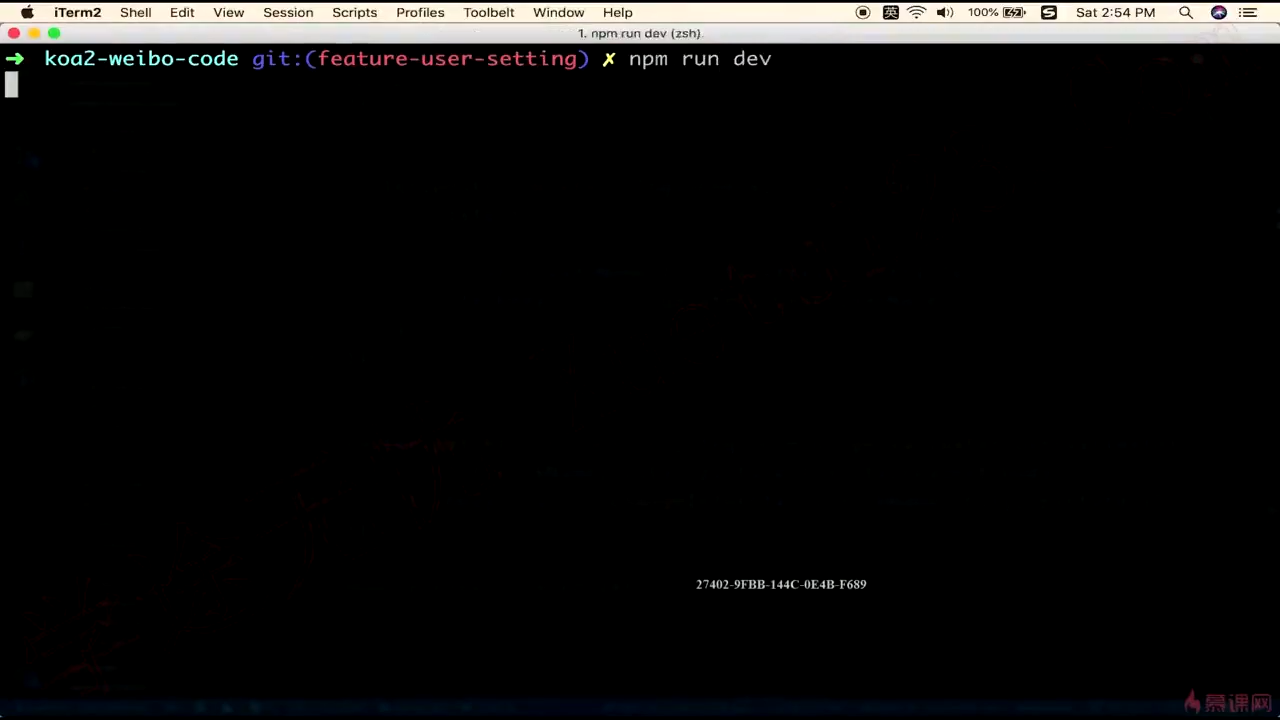 iTerm2 Shell Edit View Session Scripts Profiles Toolbelt Window Help 英 100% Sat 2:54 PM
1. npm run dev (zsh)
➜ koa2-weibo-code git:(feature-user-setting) ✗ npm run dev
27402-9FBB-144C-0E4B-F689
慕课网